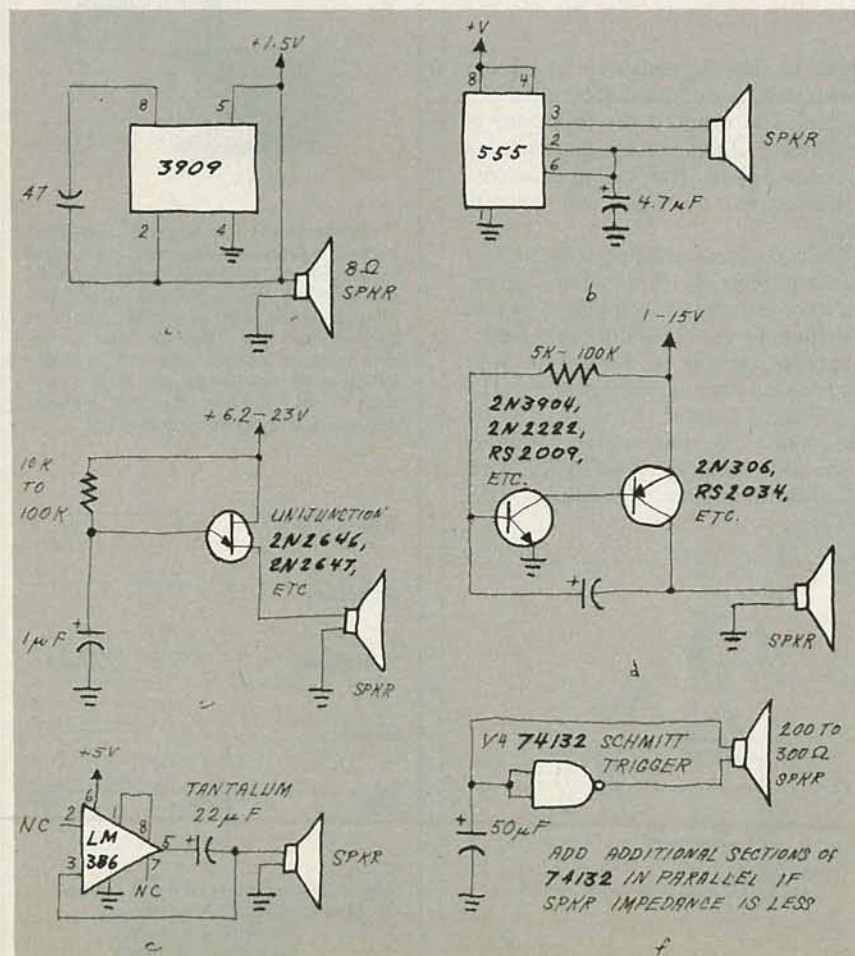 +1.5V
8
5
3909
47
2
4
8Ω
SPKR
+V
8
4
3
555
2
6
1
SPKR
4.7µF
b
+6.2-23V
10K
TO
100K
UNIJUNCTION
2N2646,
2N2647,
ETC
1µF
SPKR
1-15V
5K-100K
2N3904,
2N2222,
RS2009,
ETC.
2N306,
RS2034,
ETC.
+
SPKR
d
+5V
6
TANTALUM
22µF
NC 2
1
8
LM
386
5
+
3
7
NC
SPKR
1/4 74132 SCHMITT
TRIGGER
200 TO
300Ω
SPKR
+
50µF
ADD ADDITIONAL SECTIONS OF
74132 IN PARALLEL IF
SPKR IMPEDANCE IS LESS
f